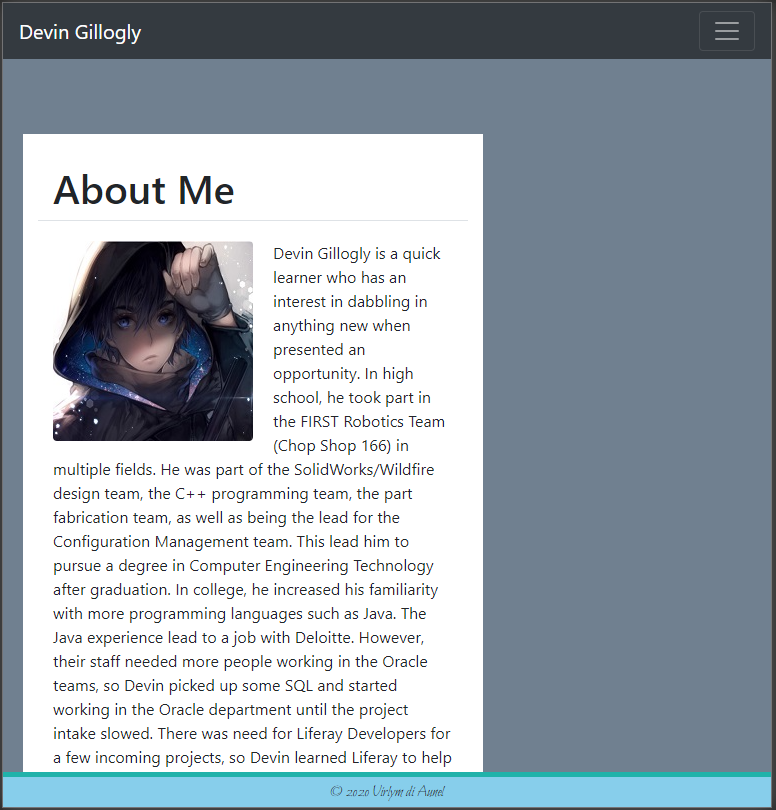 Devin Gillogly
About Me
Devin Gillogly is a quick
learner who has an
interest in dabbling in
anything new when
presented an
opportunity. In high
school, he took part in
the FIRST Robotics Team
(Chop Shop 166) in
multiple fields. He was part of the SolidWorks/Wildfire
design team, the C++ programming team, the part
fabrication team, as well as being the lead for the
Configuration Management team. This lead him to
pursue a degree in Computer Engineering Technology
after graduation. In college, he increased his familiarity
with more programming languages such as Java. The
Java experience lead to a job with Deloitte. However,
their staff needed more people working in the Oracle
teams, so Devin picked up some SQL and started
working in the Oracle department until the project
intake slowed. There was need for Liferay Developers for
a few incoming projects, so Devin learned Liferay to help
© 2020 Virlym di Aunel